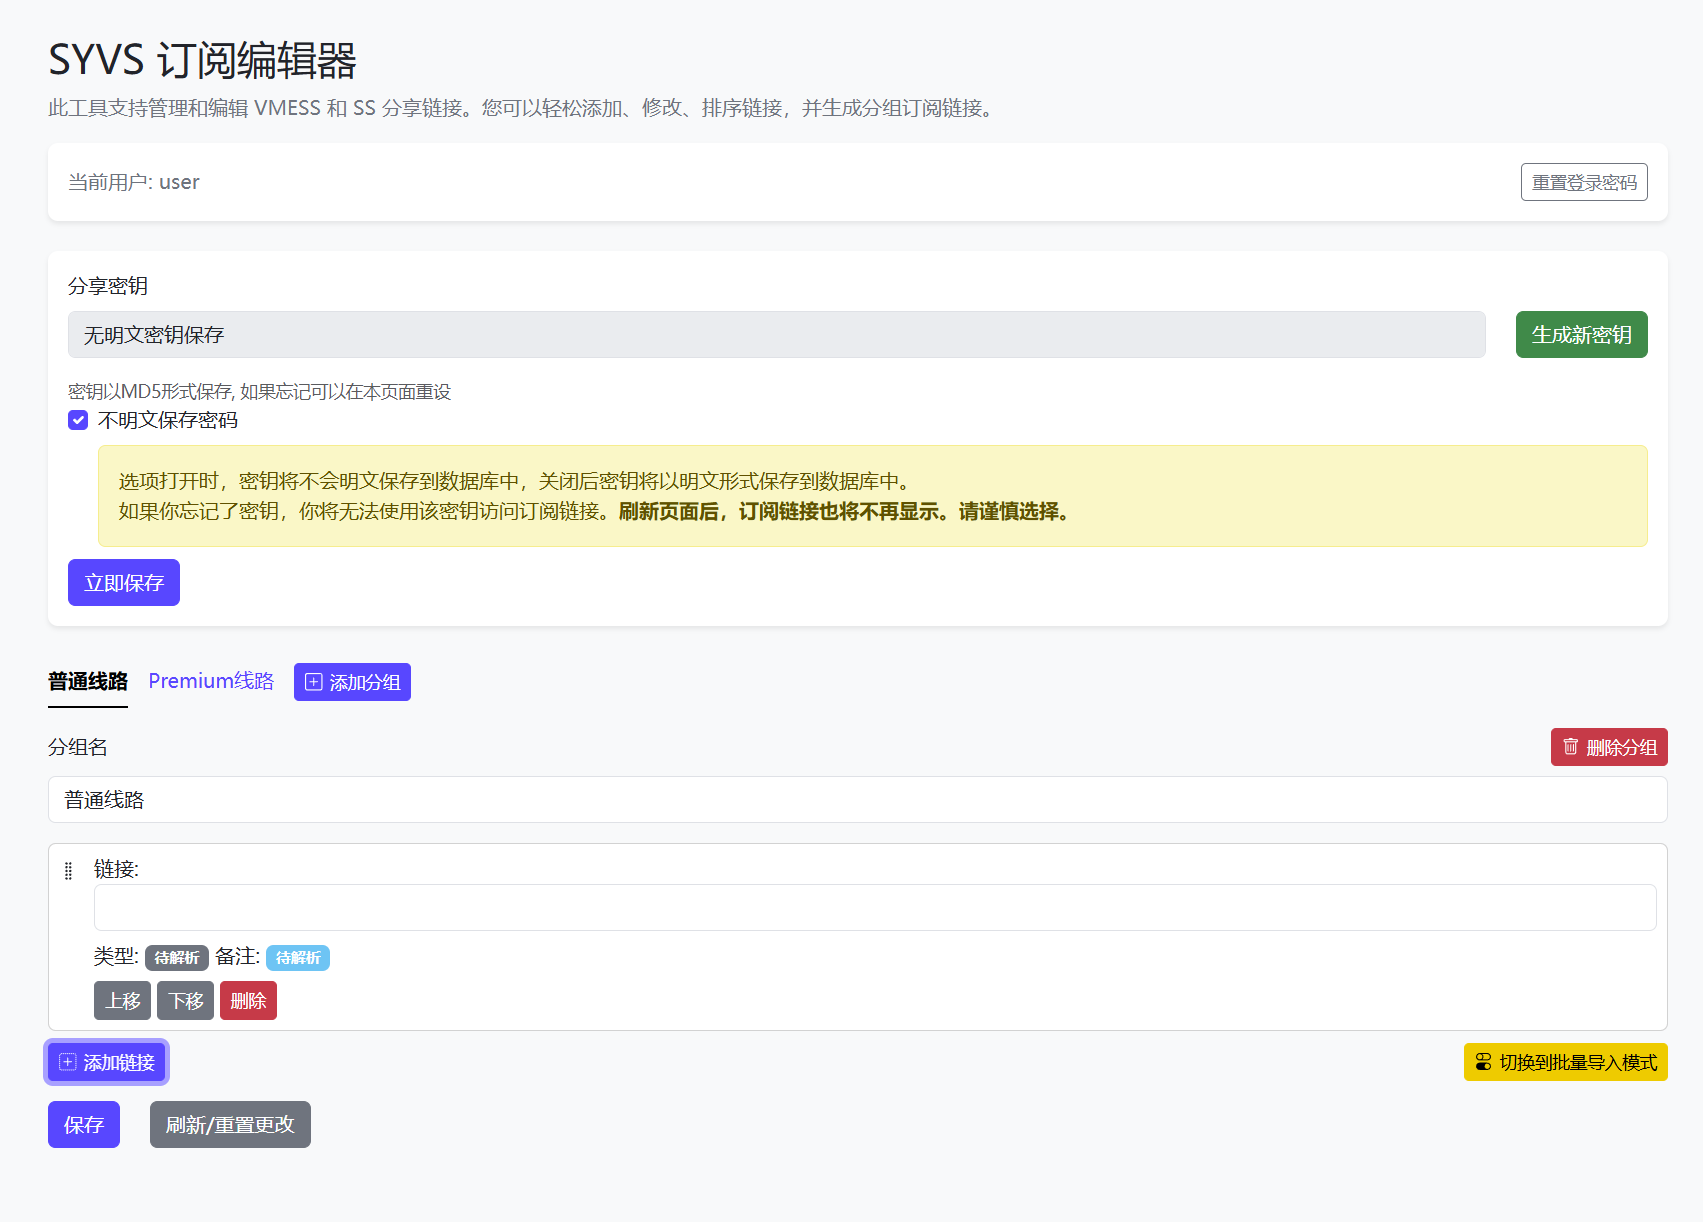 SYVS 订阅编辑器
此工具支持管理和编辑 VMESS 和 SS 分享链接。您可以轻松添加、修改、排序链接，并生成分组订阅链接。
当前用户: user
重置登录密码
分享密钥
无明文密钥保存
生成新密钥
密钥以MD5形式保存, 如果忘记可以在本页面重设
不明文保存密码
选项打开时，密钥将不会明文保存到数据库中，关闭后密钥将以明文形式保存到数据库中。
如果你忘记了密钥，你将无法使用该密钥访问订阅链接。刷新页面后，订阅链接也将不再显示。请谨慎选择。
立即保存
普通线路 Premium线路 添加分组
分组名
删除分组
普通线路
链接:
类型: 待解析 备注: 待解析
上移 下移 删除
添加链接
切换到批量导入模式
保存 刷新/重置更改